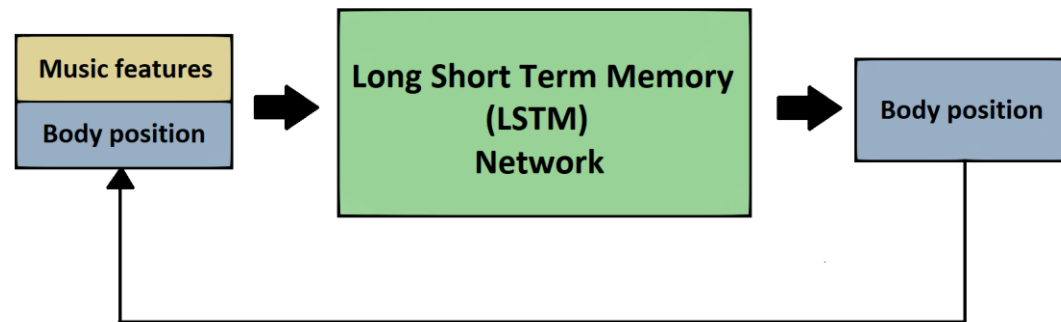 Music features
Body position
Long Short Term Memory
(LSTM)
Network
Body position